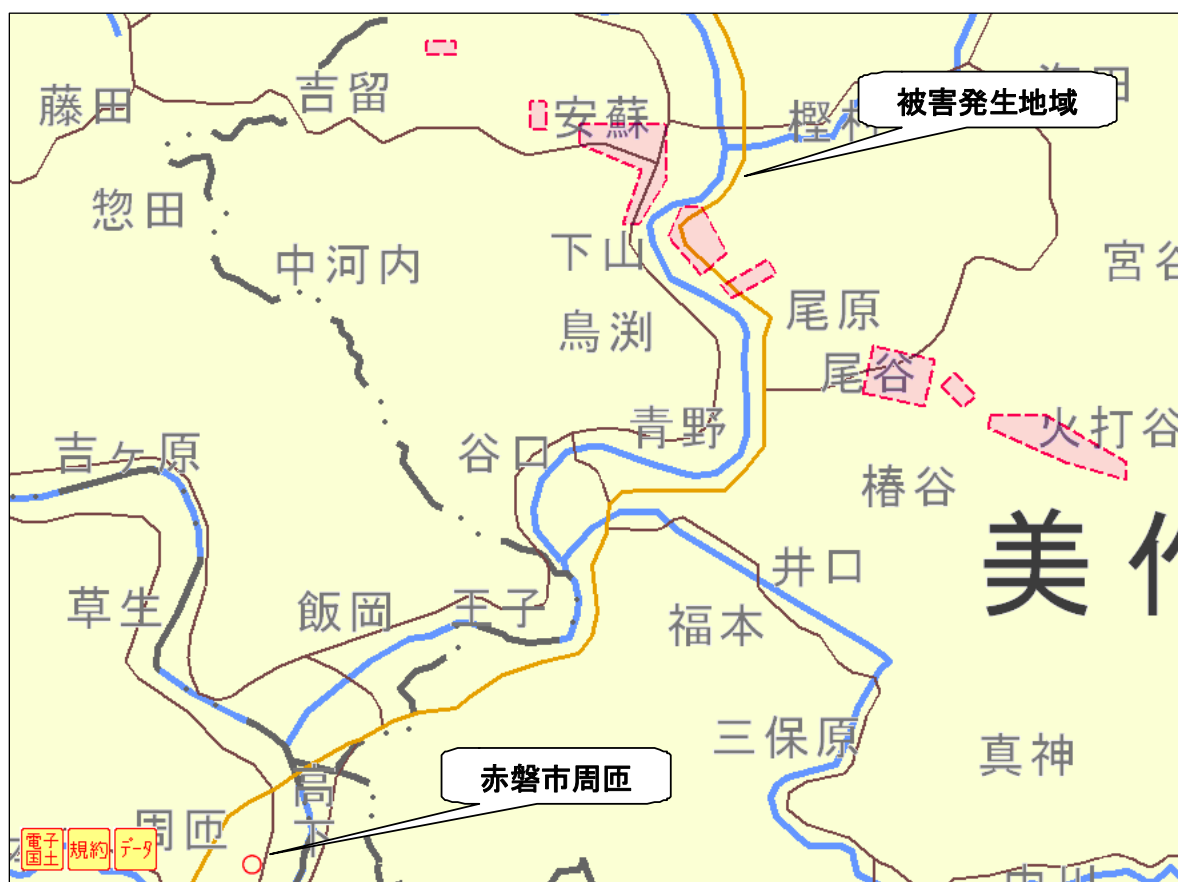 藤田
吉留
安蘇
被害発生地域
惣田
中河内
下山
宮谷
鳥渕
尾原
尾谷
青野
火打谷
吉ヶ原
谷口
椿谷
美作
井口
草生
飯岡
王子
福本
三保原
真神
赤磐市周匝
高下
周匝
電子国土
規約
データ